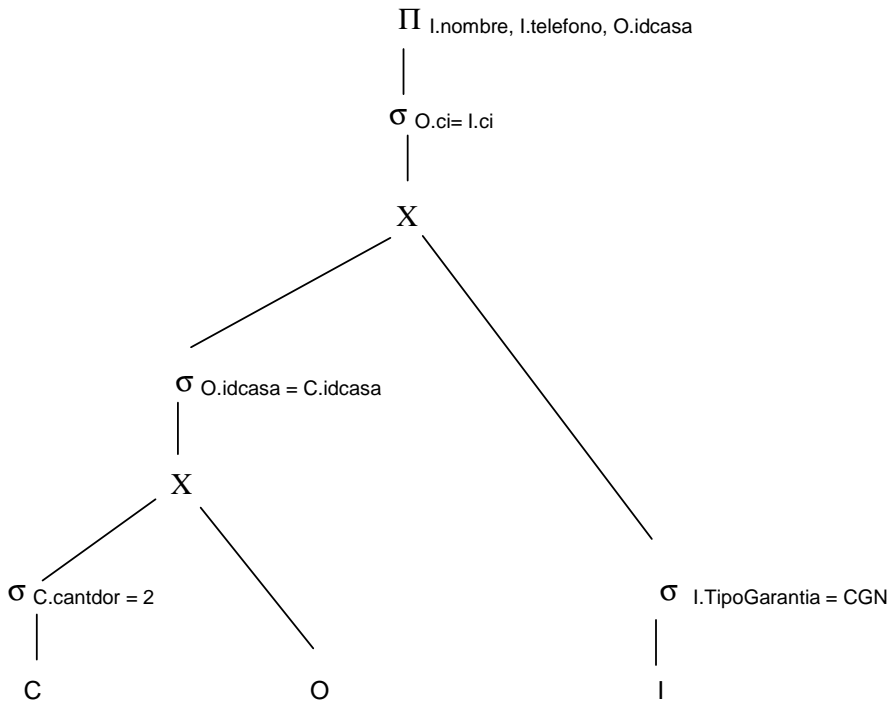 Π I.nombre, I.telefono, O.idcasa
σ O.ci= I.ci
X
σ O.idcasa = C.idcasa
X
σ C.cantdor = 2
σ I.TipoGarantia = CGN
C
O
I